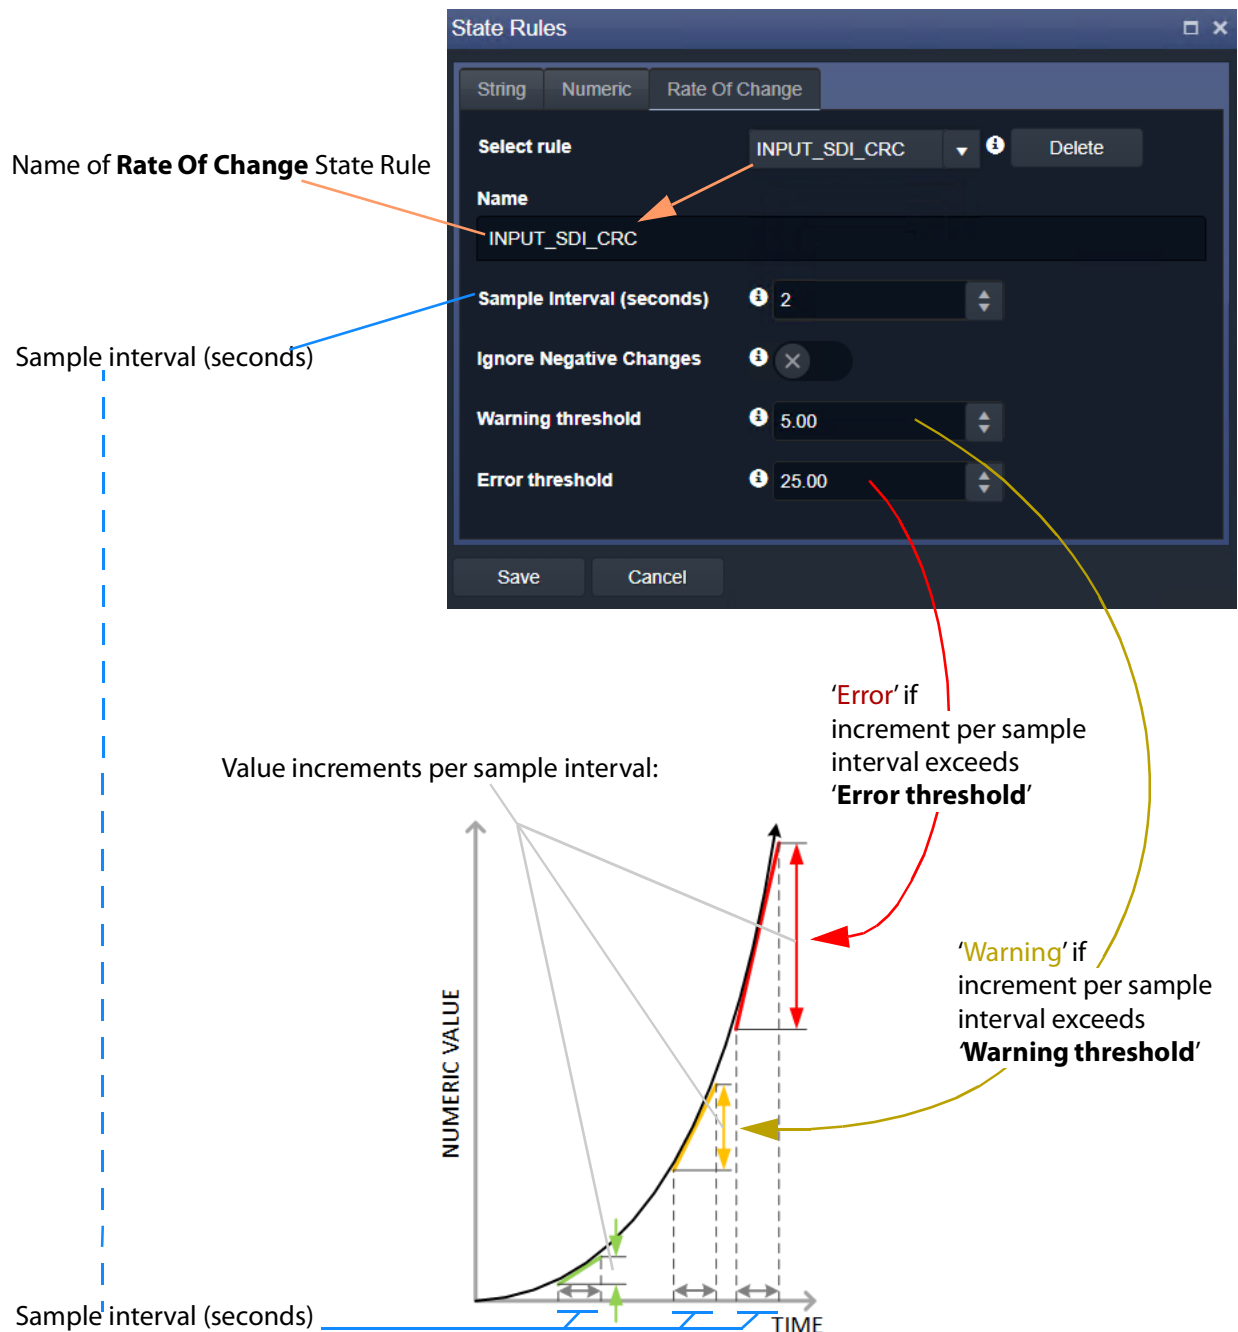 State Rules
String Numeric Rate Of Change
Select rule INPUT_SDI_CRC Delete
Name of Rate Of Change State Rule
Name
INPUT_SDI_CRC
Sample Interval (seconds) 2
Sample interval (seconds)
Ignore Negative Changes
Warning threshold 5.00
Error threshold 25.00
Save Cancel
‘Error’ if
increment per sample
interval exceeds
‘Error threshold’
Value increments per sample interval:
‘Warning’ if
increment per sample
interval exceeds
‘Warning threshold’
NUMERIC VALUE
Sample interval (seconds)
TIME